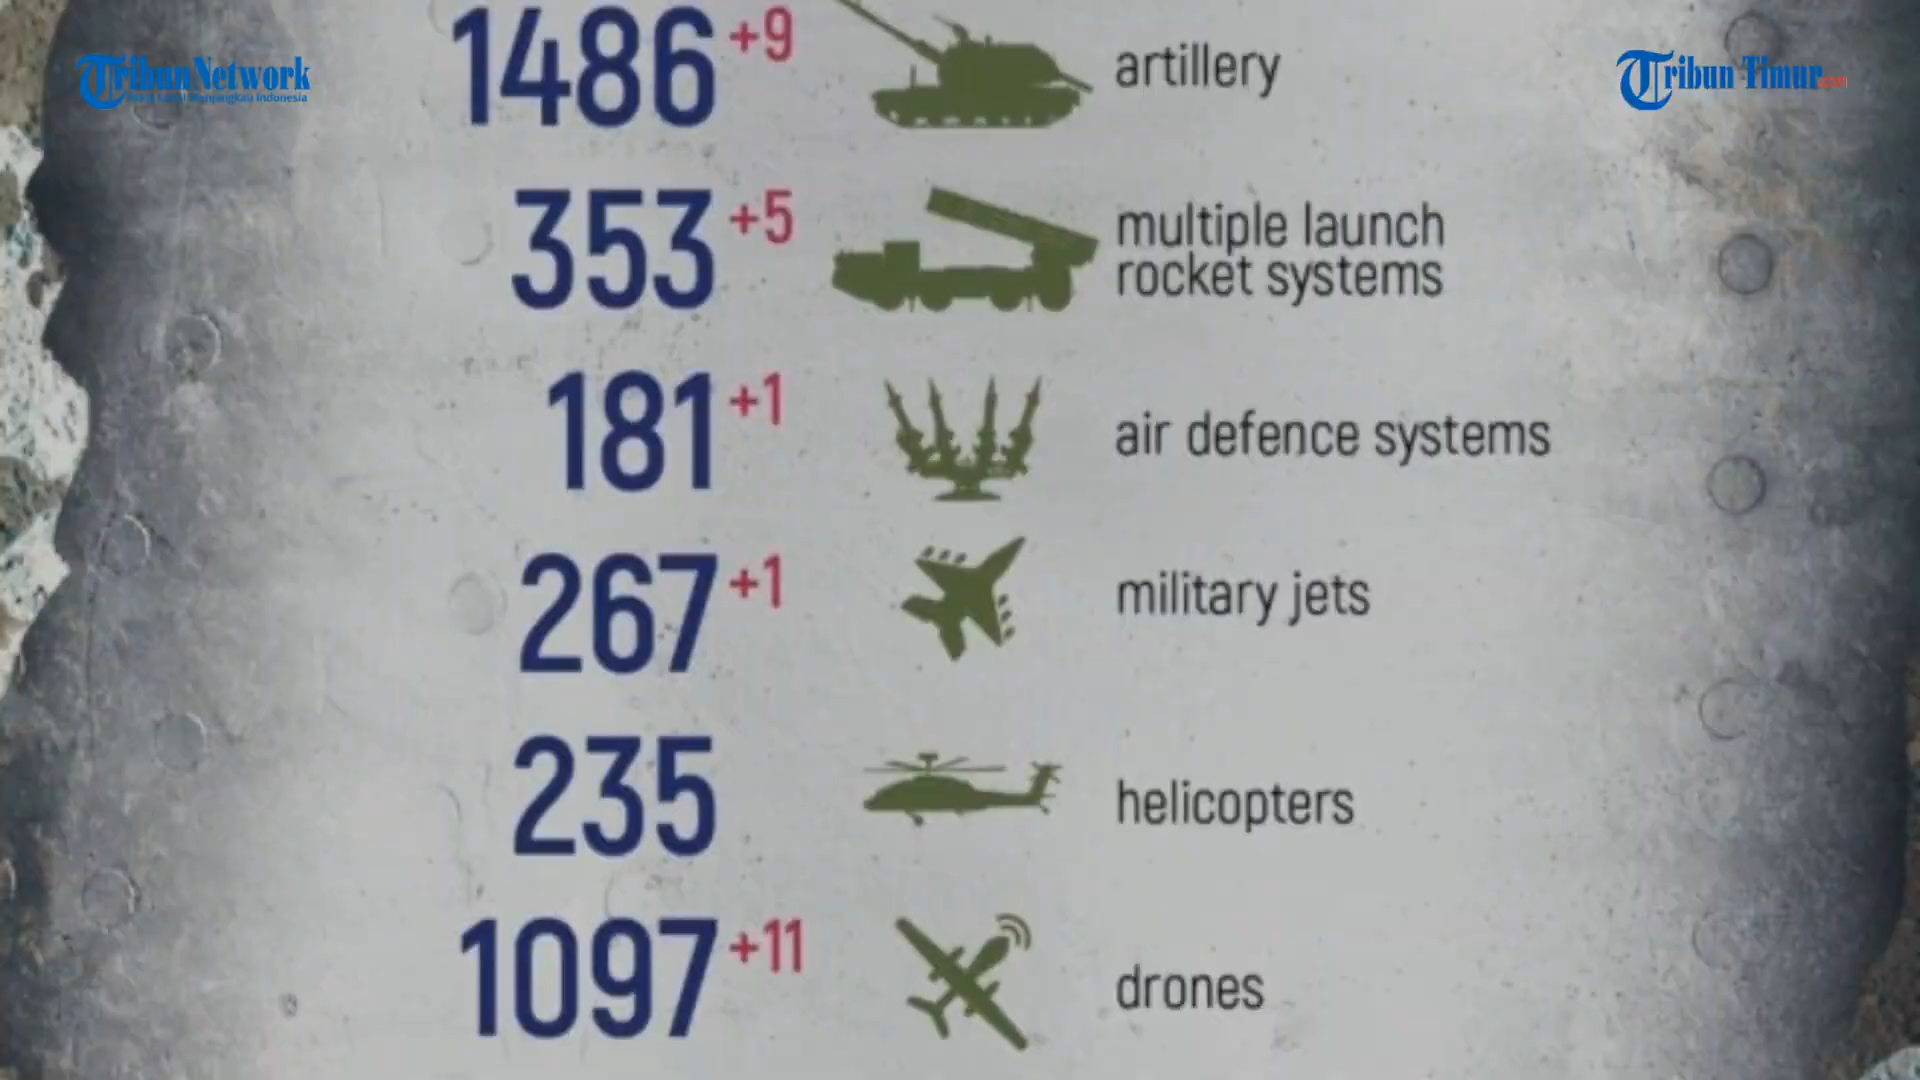 1486 +9 artillery
TribunNetwork
Tribun Timur.com
353 +5 multiple launch
rocket systems
181 +1 air defence systems
267 +1 military jets
235 helicopters
1097 +11 drones